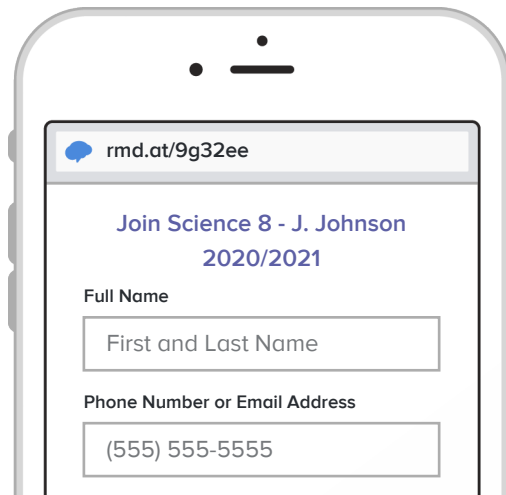 rmd.at/9g32ee
Join Science 8 - J. Johnson
2020/2021
Full Name
First and Last Name
Phone Number or Email Address
(555) 555-5555